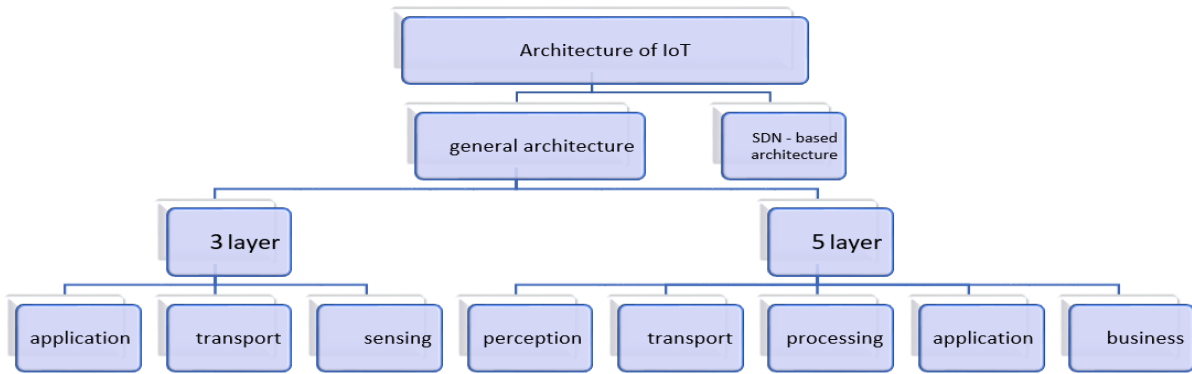 Architecture of IoT
general architecture
SDN - based
architecture
3 layer
5 layer
application
transport
sensing
perception
transport
processing
application
business